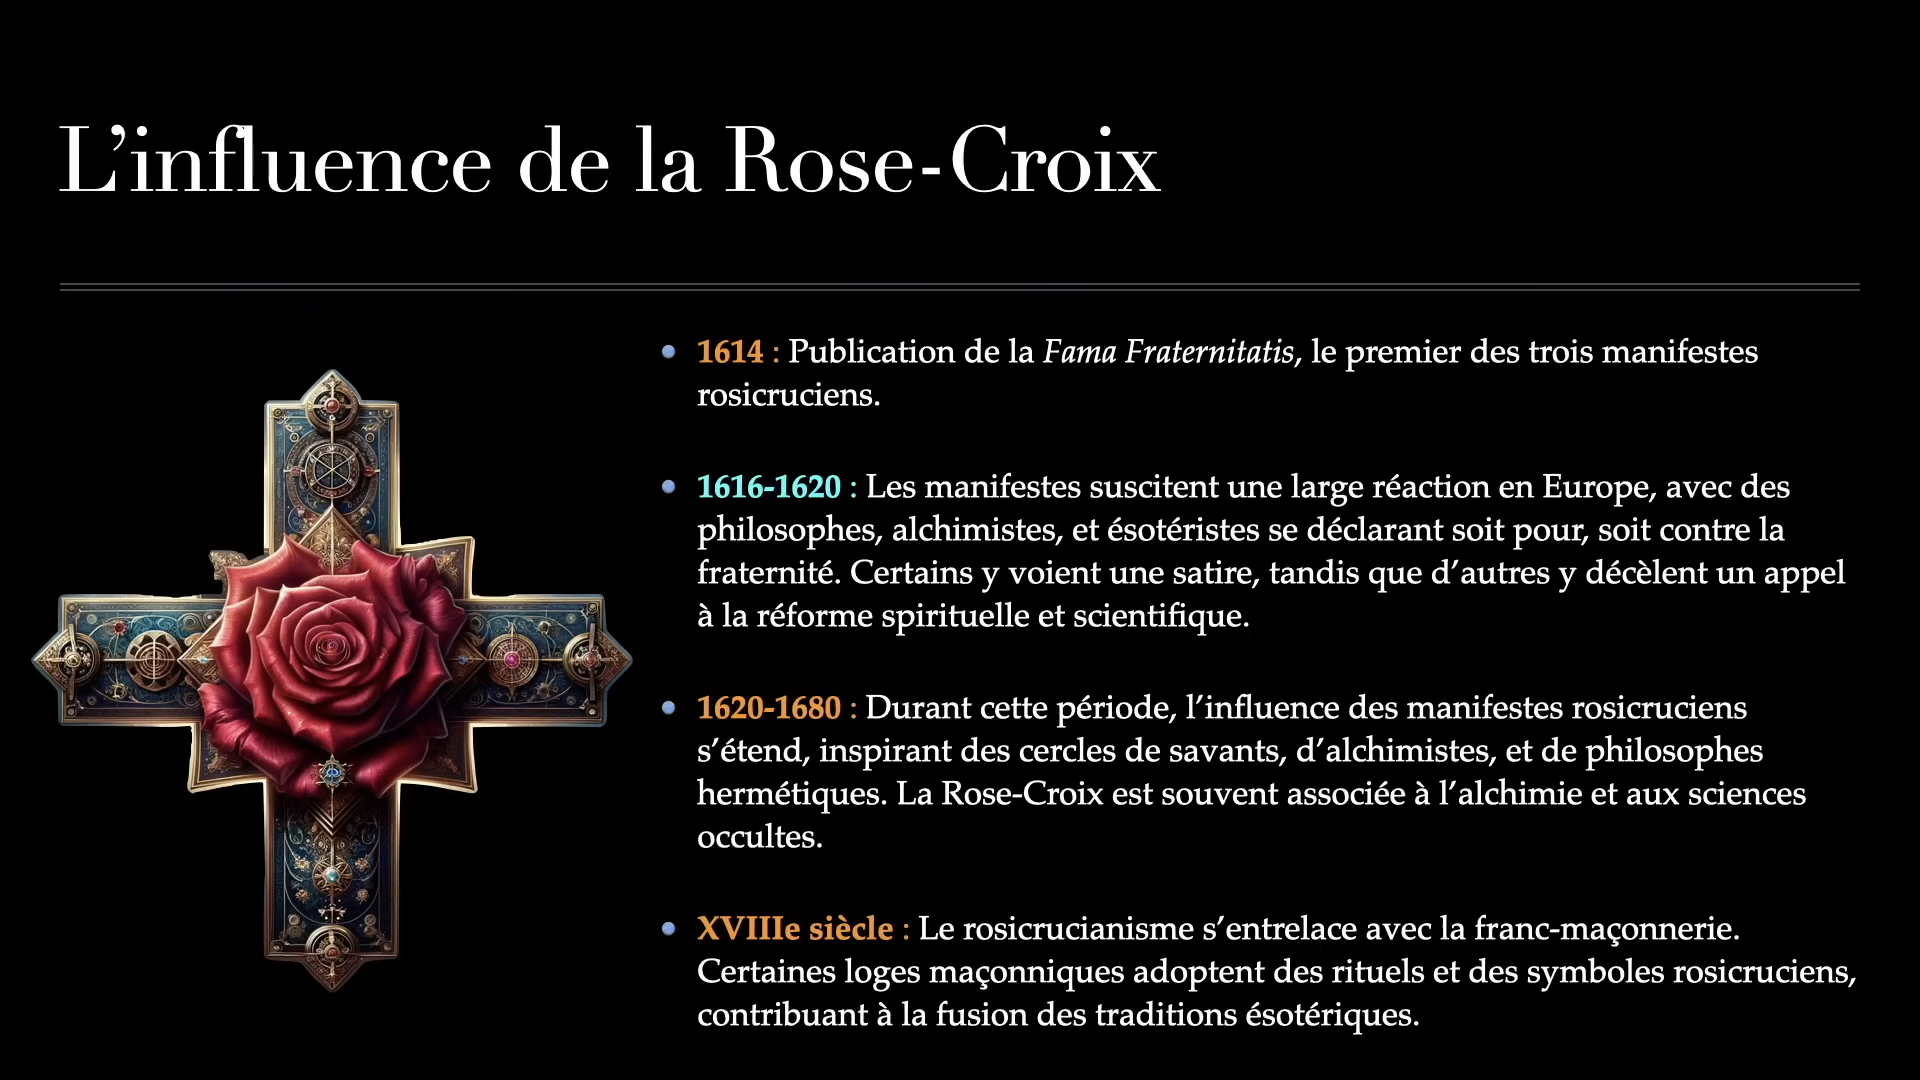 L’influence de la Rose-Croix
• 1614 : Publication de la Fama Fraternitatis, le premier des trois manifestes
rosicruciens.
• 1616-1620 : Les manifestes suscitent une large réaction en Europe, avec des
philosophes, alchimistes, et ésotéristes se déclarant soit pour, soit contre la
fraternité. Certains y voient une satire, tandis que d’autres y décèlent un appel
à la réforme spirituelle et scientifique.
• 1620-1680 : Durant cette période, l’influence des manifestes rosicruciens
s’étend, inspirant des cercles de savants, d’alchimistes, et de philosophes
hermétiques. La Rose-Croix est souvent associée à l’alchimie et aux sciences
occultes.
• XVIIIe siècle : Le rosicrucianisme s’entrelace avec la franc-maçonnerie.
Certaines loges maçonniques adoptent des rituels et des symboles rosicruciens,
contribuant à la fusion des traditions ésotériques.